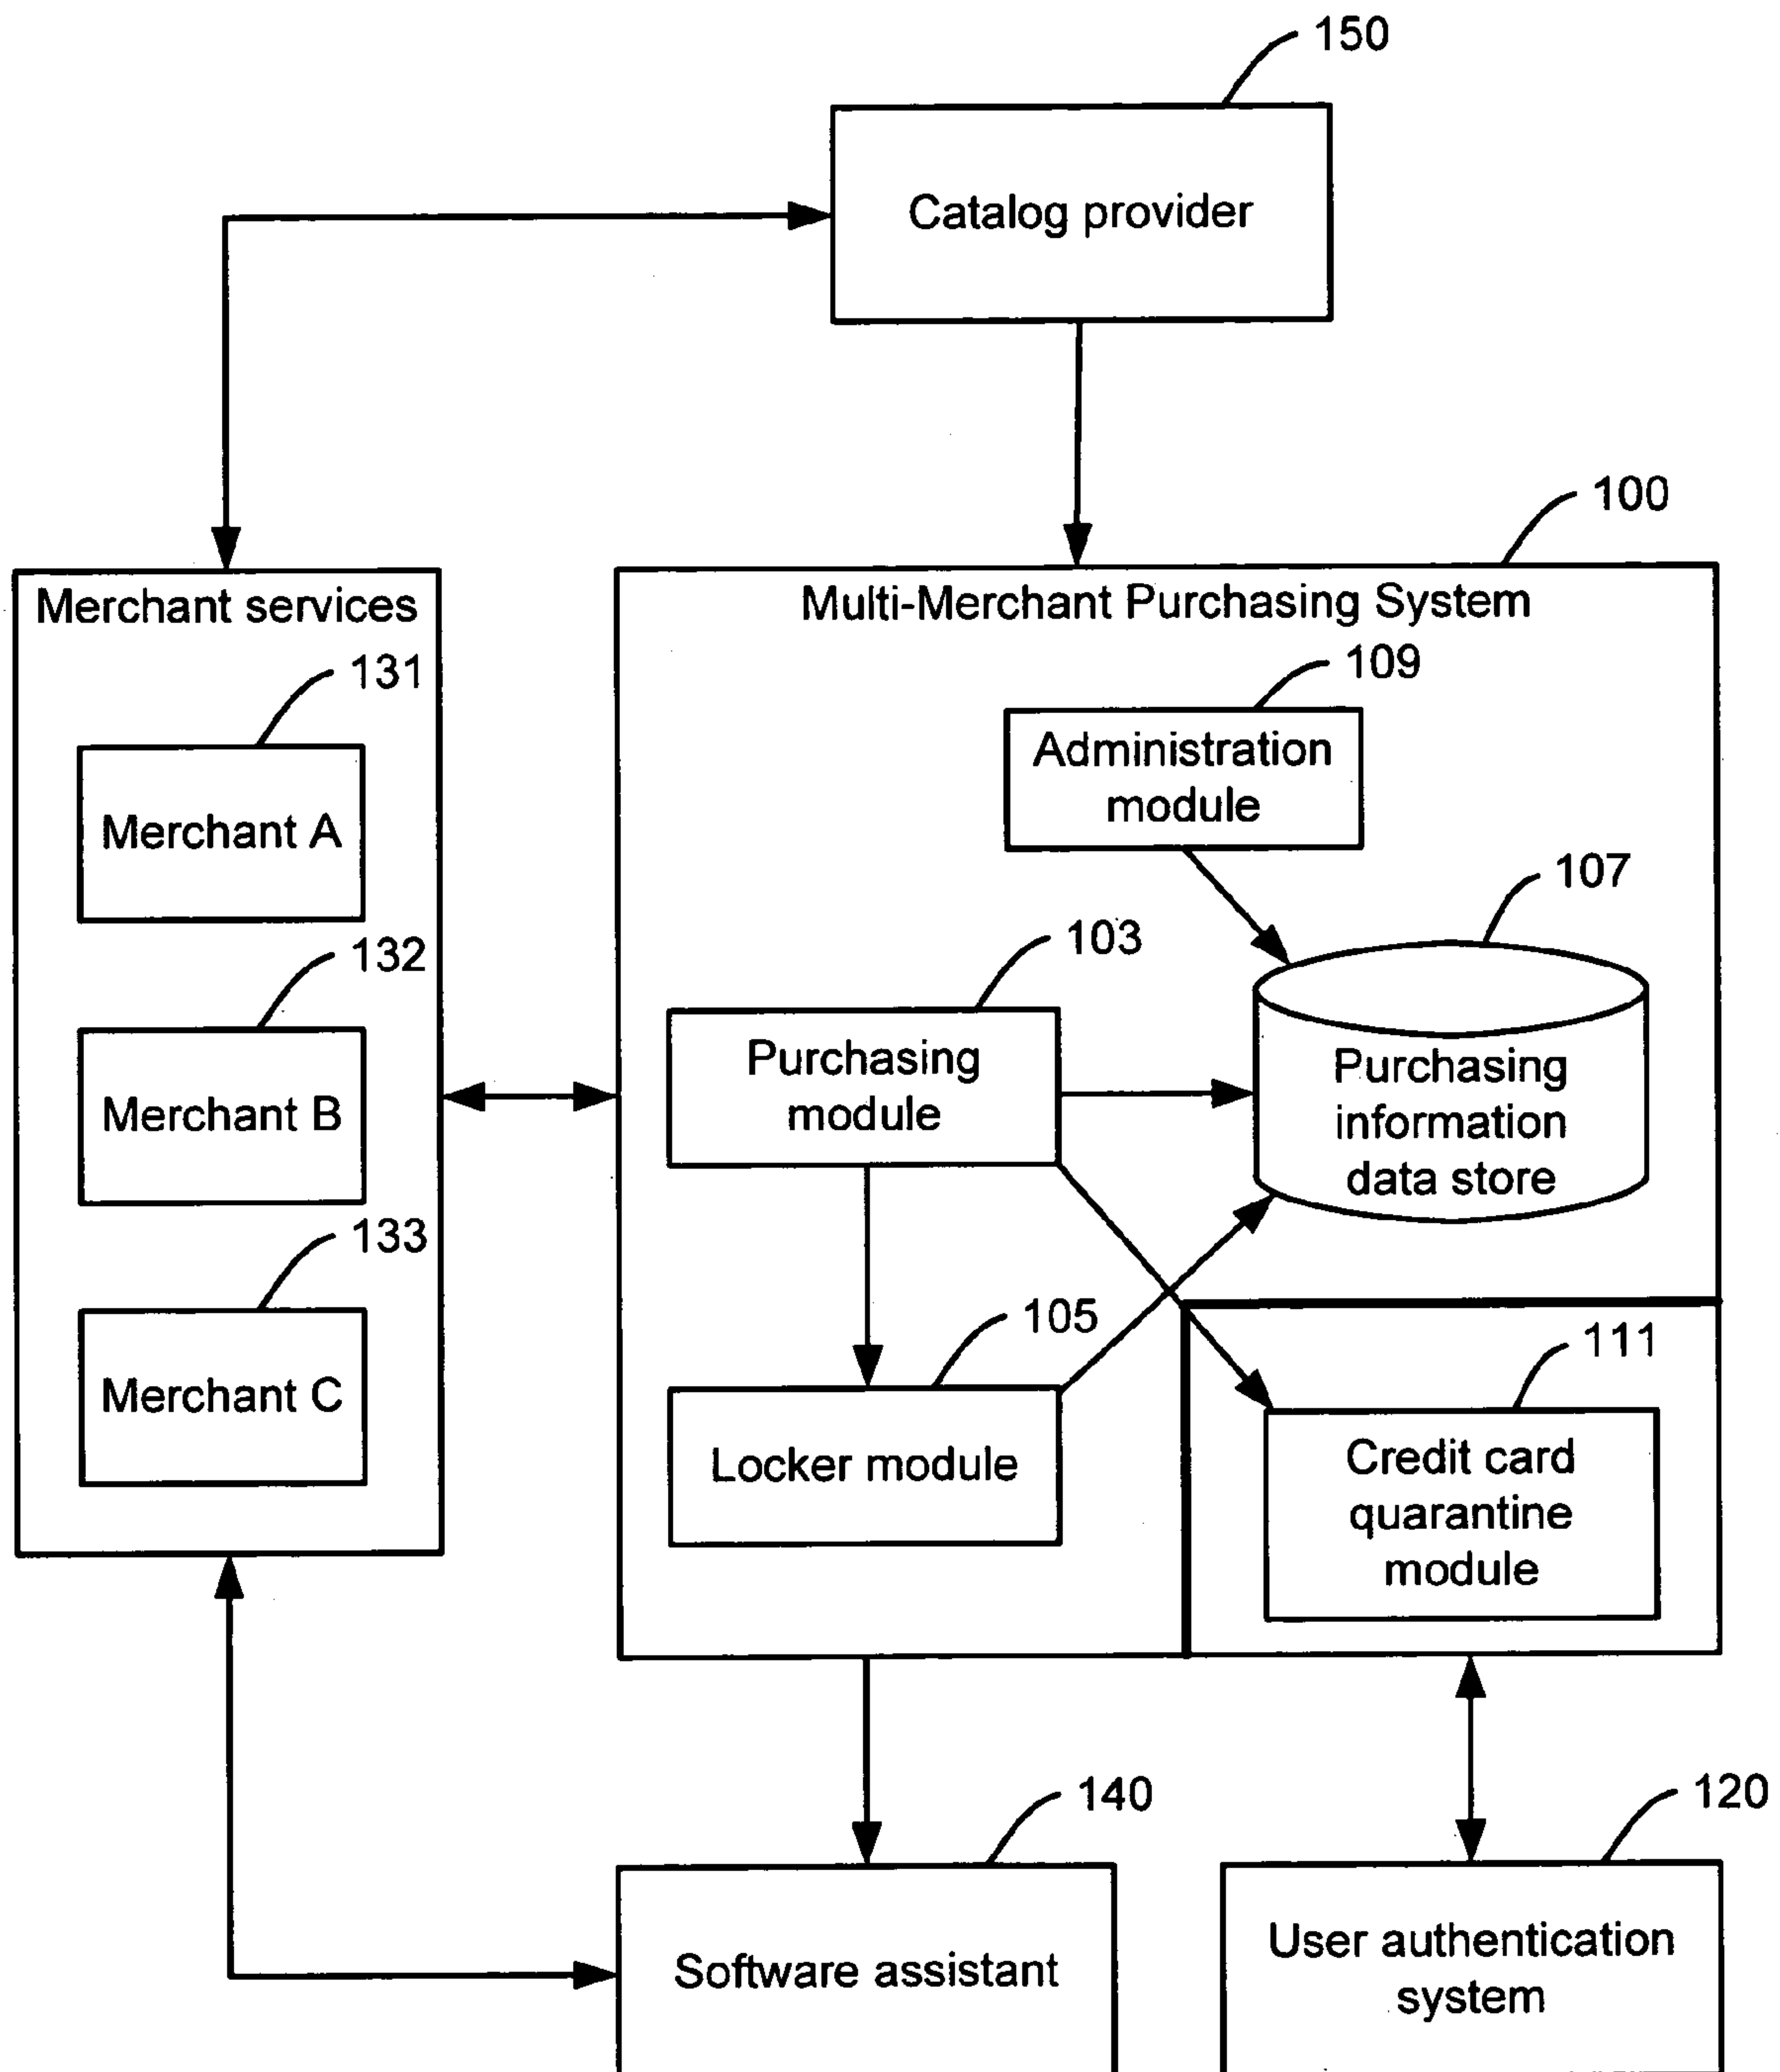 150
Catalog provider
100
Merchant services
Multi-Merchant Purchasing System
131
109
Merchant A
Administration
module
107
132
103
Merchant B
Purchasing
module
Purchasing
information
data store
133
105
111
Merchant C
Locker module
Credit card
quarantine
module
140
120
Software assistant
User authentication
system